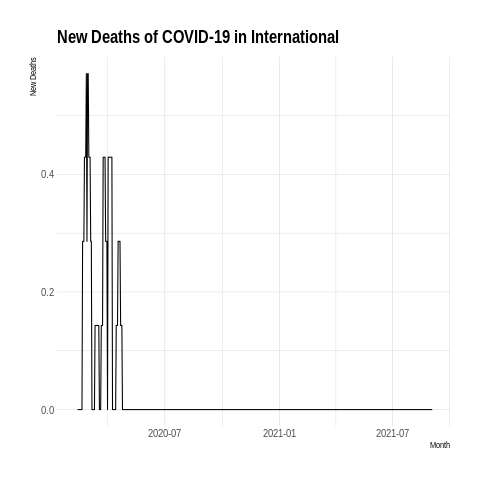 New Deaths of COVID-19 in International
New Deaths
0.4
0.2
0.0
2020-07
2021-01
2021-07
Month